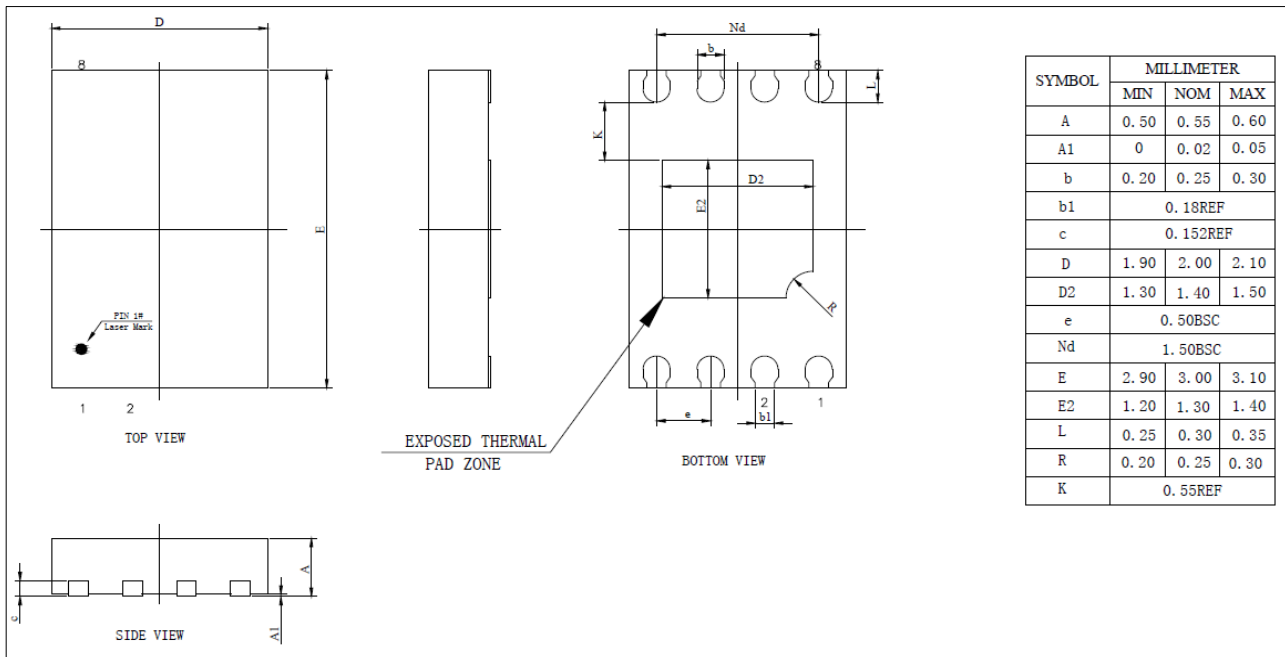 D
8
E
PIN 1#
Laser Mark
1 2
TOP VIEW
Nd
b
8
L
K
D2
E2
R
e
2
b1
1
EXPOSED THERMAL
PAD ZONE
BOTTOM VIEW
A
c
A1
SIDE VIEW
SYMBOL MILLIMETER
MIN NOM MAX
A 0.50 0.55 0.60
A1 0 0.02 0.05
b 0.20 0.25 0.30
b1 0.18REF
c 0.152REF
D 1.90 2.00 2.10
D2 1.30 1.40 1.50
e 0.50BSC
Nd 1.50BSC
E 2.90 3.00 3.10
E2 1.20 1.30 1.40
L 0.25 0.30 0.35
R 0.20 0.25 0.30
K 0.55REF